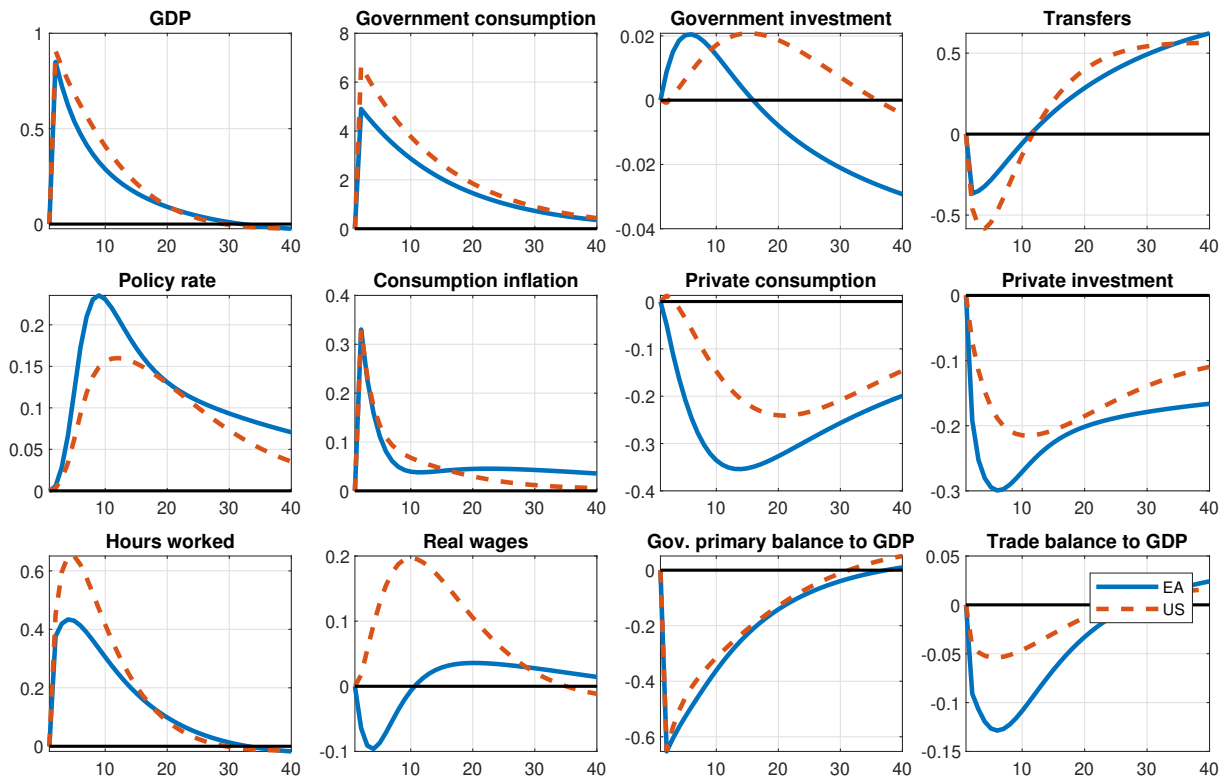 GDP
Government consumption
Government investment
Transfers
1
0.5
0
10 20 30 40
8
6
4
2
0
10 20 30 40
0.02
0
-0.02
-0.04
10 20 30 40
0.5
0
-0.5
10 20 30 40
Policy rate
Consumption inflation
Private consumption
Private investment
0.2
0.15
0.1
0.05
0
10 20 30 40
0.4
0.3
0.2
0.1
0
10 20 30 40
0
-0.1
-0.2
-0.3
-0.4
10 20 30 40
0
-0.1
-0.2
-0.3
10 20 30 40
Hours worked
Real wages
Gov. primary balance to GDP
Trade balance to GDP
0.6
0.4
0.2
0
10 20 30 40
0.2
0.1
0
-0.1
10 20 30 40
0
-0.2
-0.4
-0.6
10 20 30 40
0.05
0
-0.05
-0.1
-0.15
10 20 30 40
EA
US